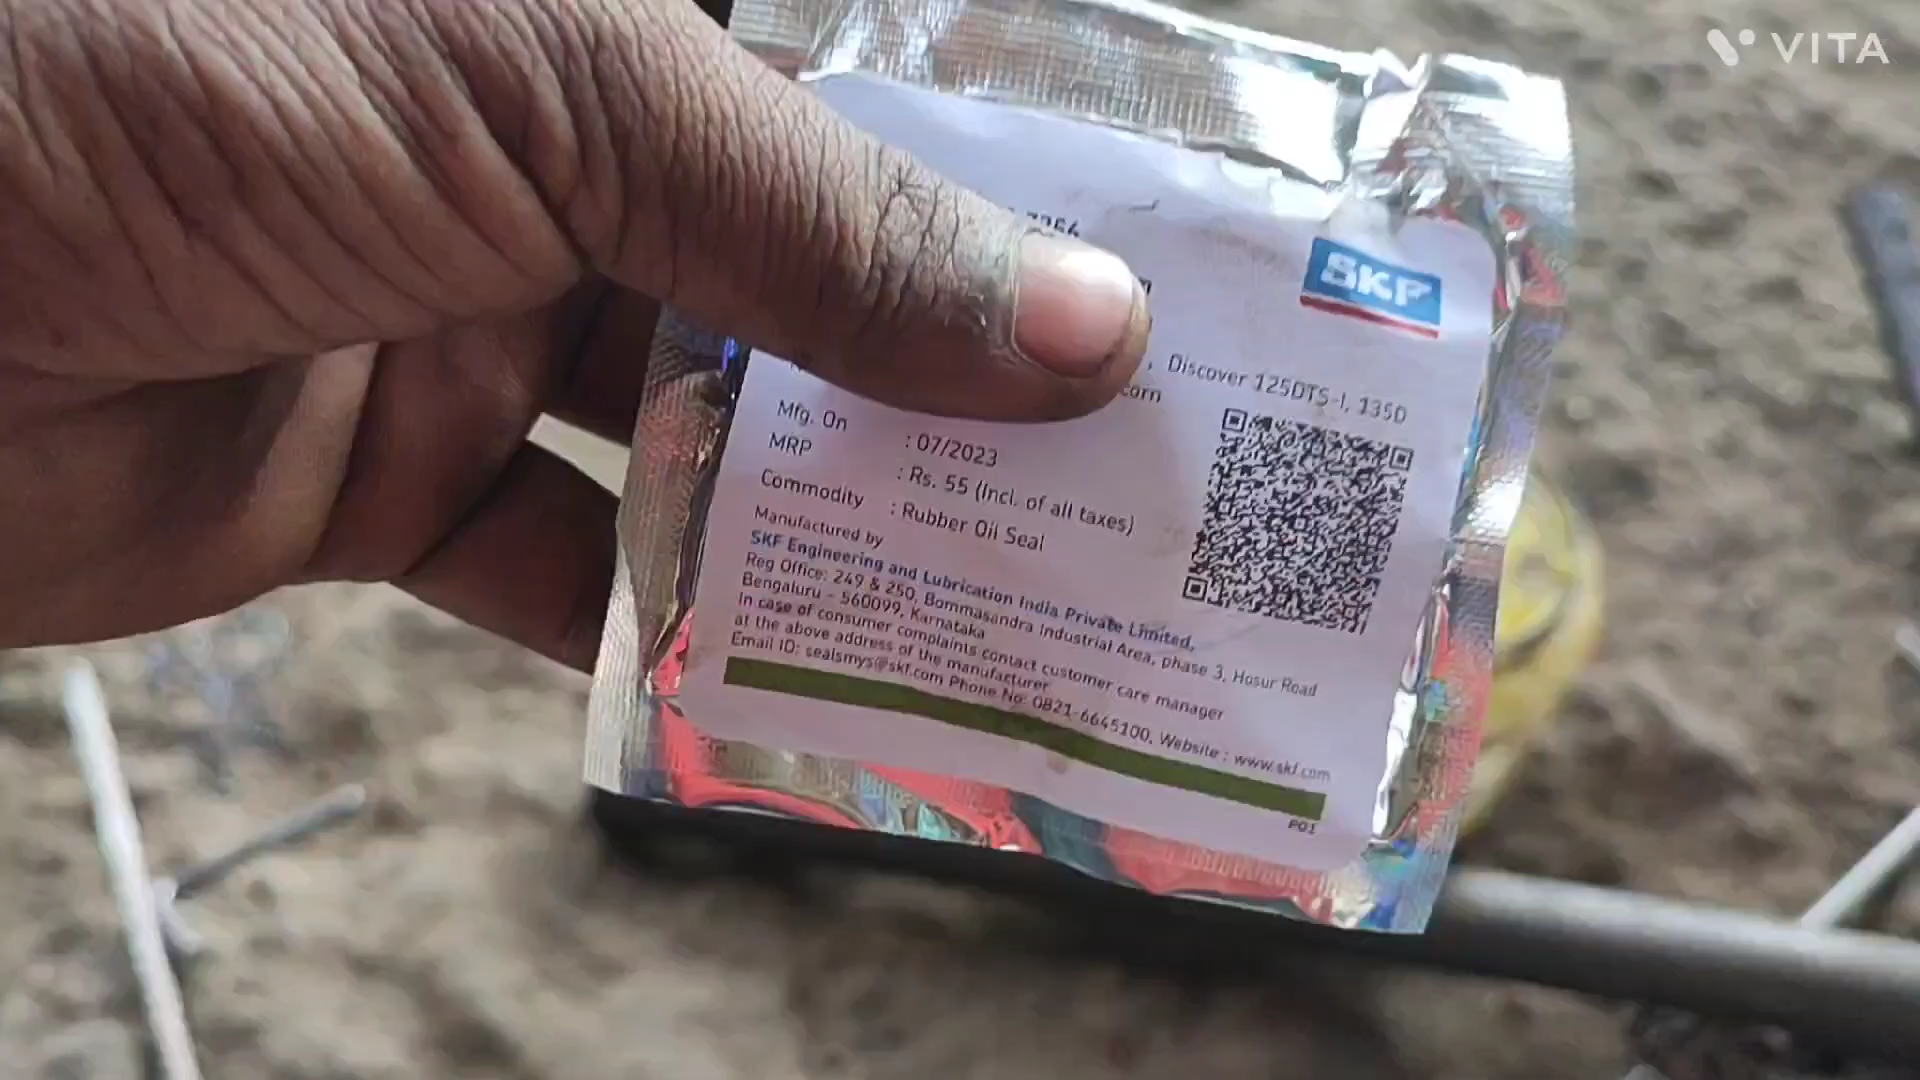 VITA
7256
SKF
, Discover 125DTS-I, 135D
corn
Mfg. On : 07/2023
MRP : Rs. 55 (Incl. of all taxes)
Commodity : Rubber Oil Seal
Manufactured by
SKF Engineering and Lubrication India Private Limited,
Reg Office: 249 & 250, Bommasandra Industrial Area, phase 3, Hosur Road
Bengaluru - 560099, Karnataka
In case of consumer complaints contact customer care manager
at the above address of the manufacturer
Email ID: sealsmys@skf.com Phone No: 0821-6645100, Website : www.skf.com
P01